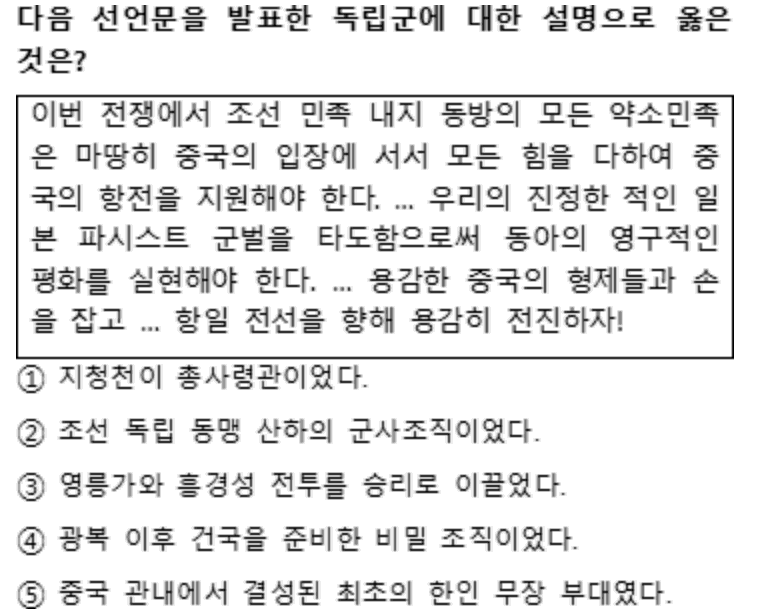 다음 선언문을 발표한 독립군에 대한 설명으로 옳은
것은?
이번 전쟁에서 조선 민족 내지 동방의 모든 약소민족
은 마땅히 중국의 입장에 서서 모든 힘을 다하여 중
국의 항전을 지원해야 한다. ... 우리의 진정한 적인 일
본 파시스트 군벌을 타도함으로써 동아의 영구적인
평화를 실현해야 한다. ... 용감한 중국의 형제들과 손
을 잡고 ... 항일 전선을 향해 용감히 전진하자!
① 지청천이 총사령관이었다.
② 조선 독립 동맹 산하의 군사조직이었다.
③ 영릉가와 흥경성 전투를 승리로 이끌었다.
④ 광복 이후 건국을 준비한 비밀 조직이었다.
⑤ 중국 관내에서 결성된 최초의 한인 무장 부대였다.